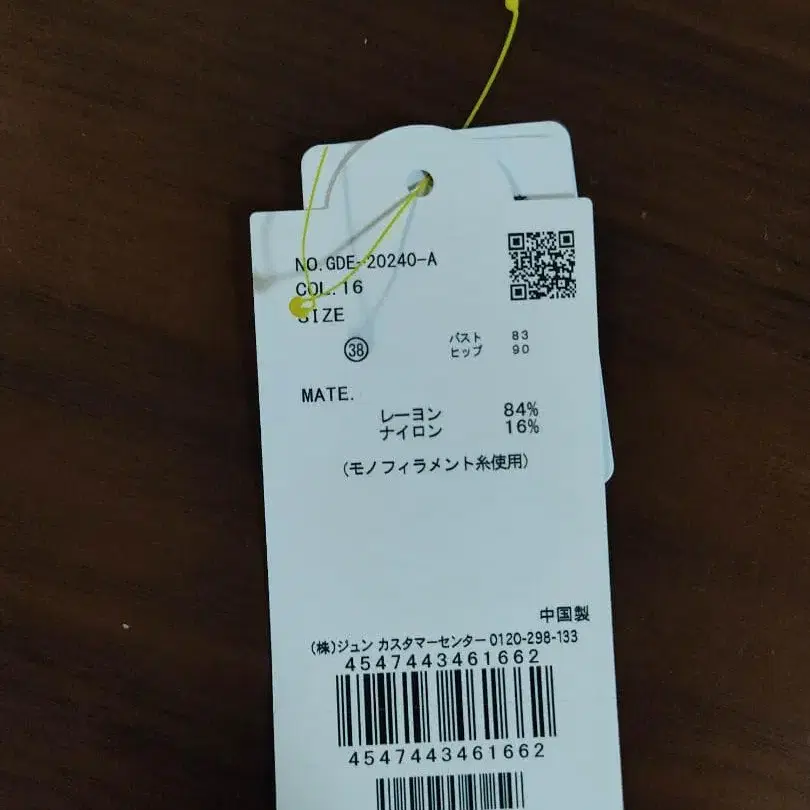 NO.GDE-20240-A
COL.16
SIZE
38 バスト 83
ヒップ 90
MATE.
レーヨン 84%
ナイロン 16%
(モノフィラメント糸使用)
中国製
(株)ジュン カスタマーセンター 0120-298-133
4547443461662
4547443461662